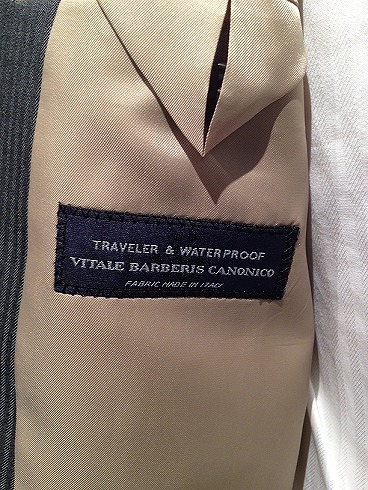 TRAVELER & WATERPROOF
VITALE BARBERIS CANONICO
FABRIC MADE IN ITALY